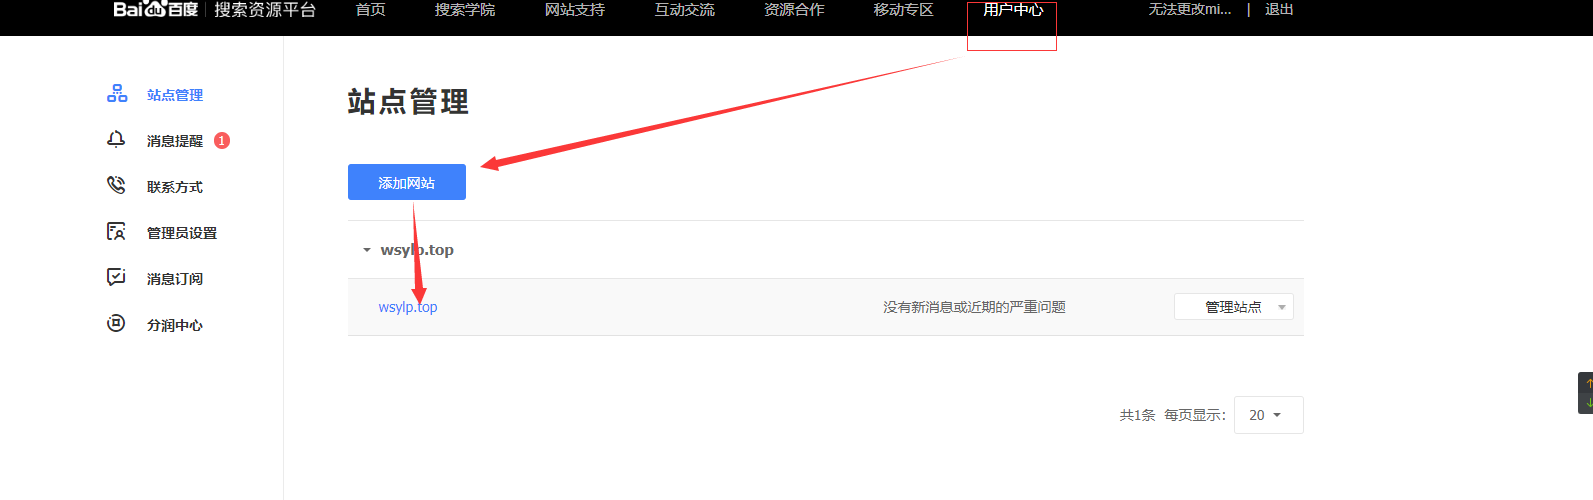 Bai du 百度 | 搜索资源平台 首页 搜索学院 网站支持 互动交流 资源合作 移动专区 用户中心 无法更改mi... | 退出
站点管理
消息提醒 1
联系方式
管理员设置
消息订阅
分润中心
站点管理
添加网站
wsylp.top
wsylp.top 没有新消息或近期的严重问题 管理站点
共1条 每页显示: 20